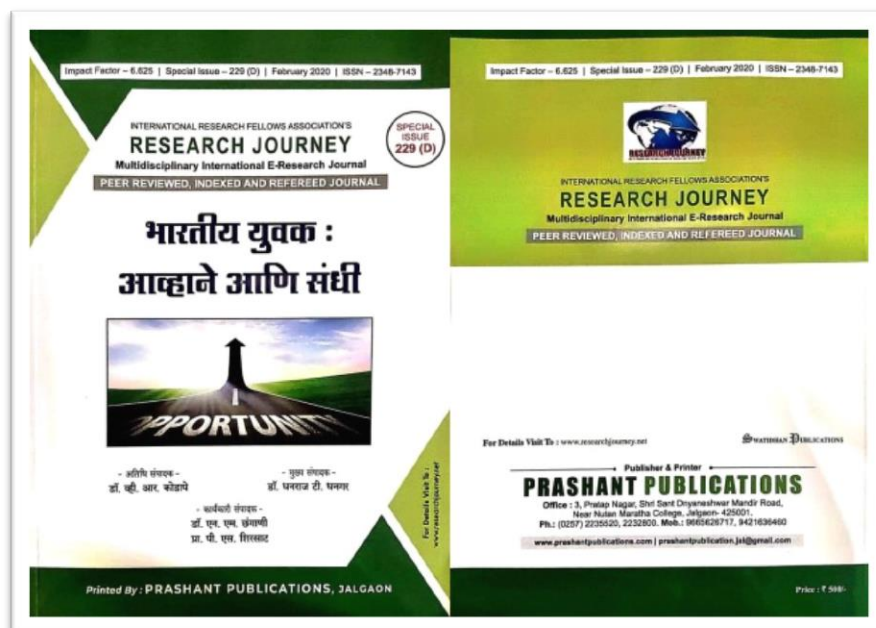 Impact Factor – 6.625 | Special Issue – 229 (D) | February 2020 | ISSN – 2348-7143
INTERNATIONAL RESEARCH FELLOWS ASSOCIATION'S
RESEARCH JOURNEY
Multidisciplinary International E-Research Journal
PEER REVIEWED, INDEXED AND REFEREED JOURNAL
SPECIAL
ISSUE
229 (D)
भारतीय युवक :
आव्हाने आणि संधी
OPPORTUNITY
- अतिथि संपादक -
डॉ. व्ही. आर. कोडापे
- मुख्य संपादक -
डॉ. धनराज टी. धनगर
- कार्यकारी संपादक -
डॉ. एन. एम. छंगाणी
प्रा. पी. एस. शिरसाट
For Details Visit To :
www.researchjourney.net
Printed By : PRASHANT PUBLICATIONS, JALGAON
Impact Factor – 6.625 | Special Issue – 229 (D) | February 2020 | ISSN – 2348-7143
RESEARCH JOURNEY
INTERNATIONAL RESEARCH FELLOWS ASSOCIATION'S
RESEARCH JOURNEY
Multidisciplinary International E-Research Journal
PEER REVIEWED, INDEXED AND REFEREED JOURNAL
For Details Visit To : www.researchjourney.net
SWATIDHAN PUBLICATIONS
Publisher & Printer
PRASHANT PUBLICATIONS
Office : 3, Pratap Nagar, Shri Sant Dnyaneshwar Mandir Road,
Near Nutan Maratha College, Jalgaon- 425001.
Ph.: (0257) 2235520, 2232800. Mob.: 9665626717, 9421636460
www.prashantpublications.com | prashantpublication.jal@gmail.com
Price : ₹ 500/-